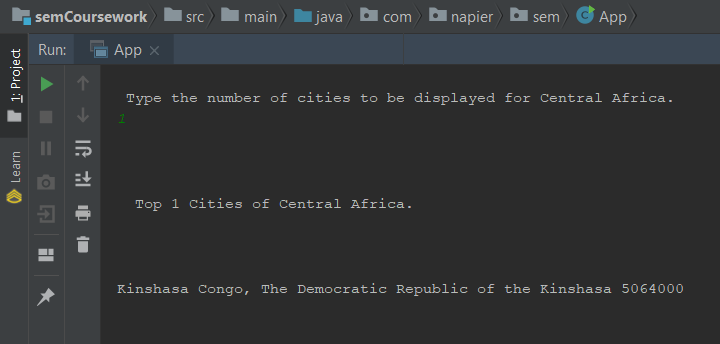 semCoursework src main java com napier sem App
Run: App
1: Project
Learn
Type the number of cities to be displayed for Central Africa.
1
Top 1 Cities of Central Africa.
Kinshasa Congo, The Democratic Republic of the Kinshasa 5064000